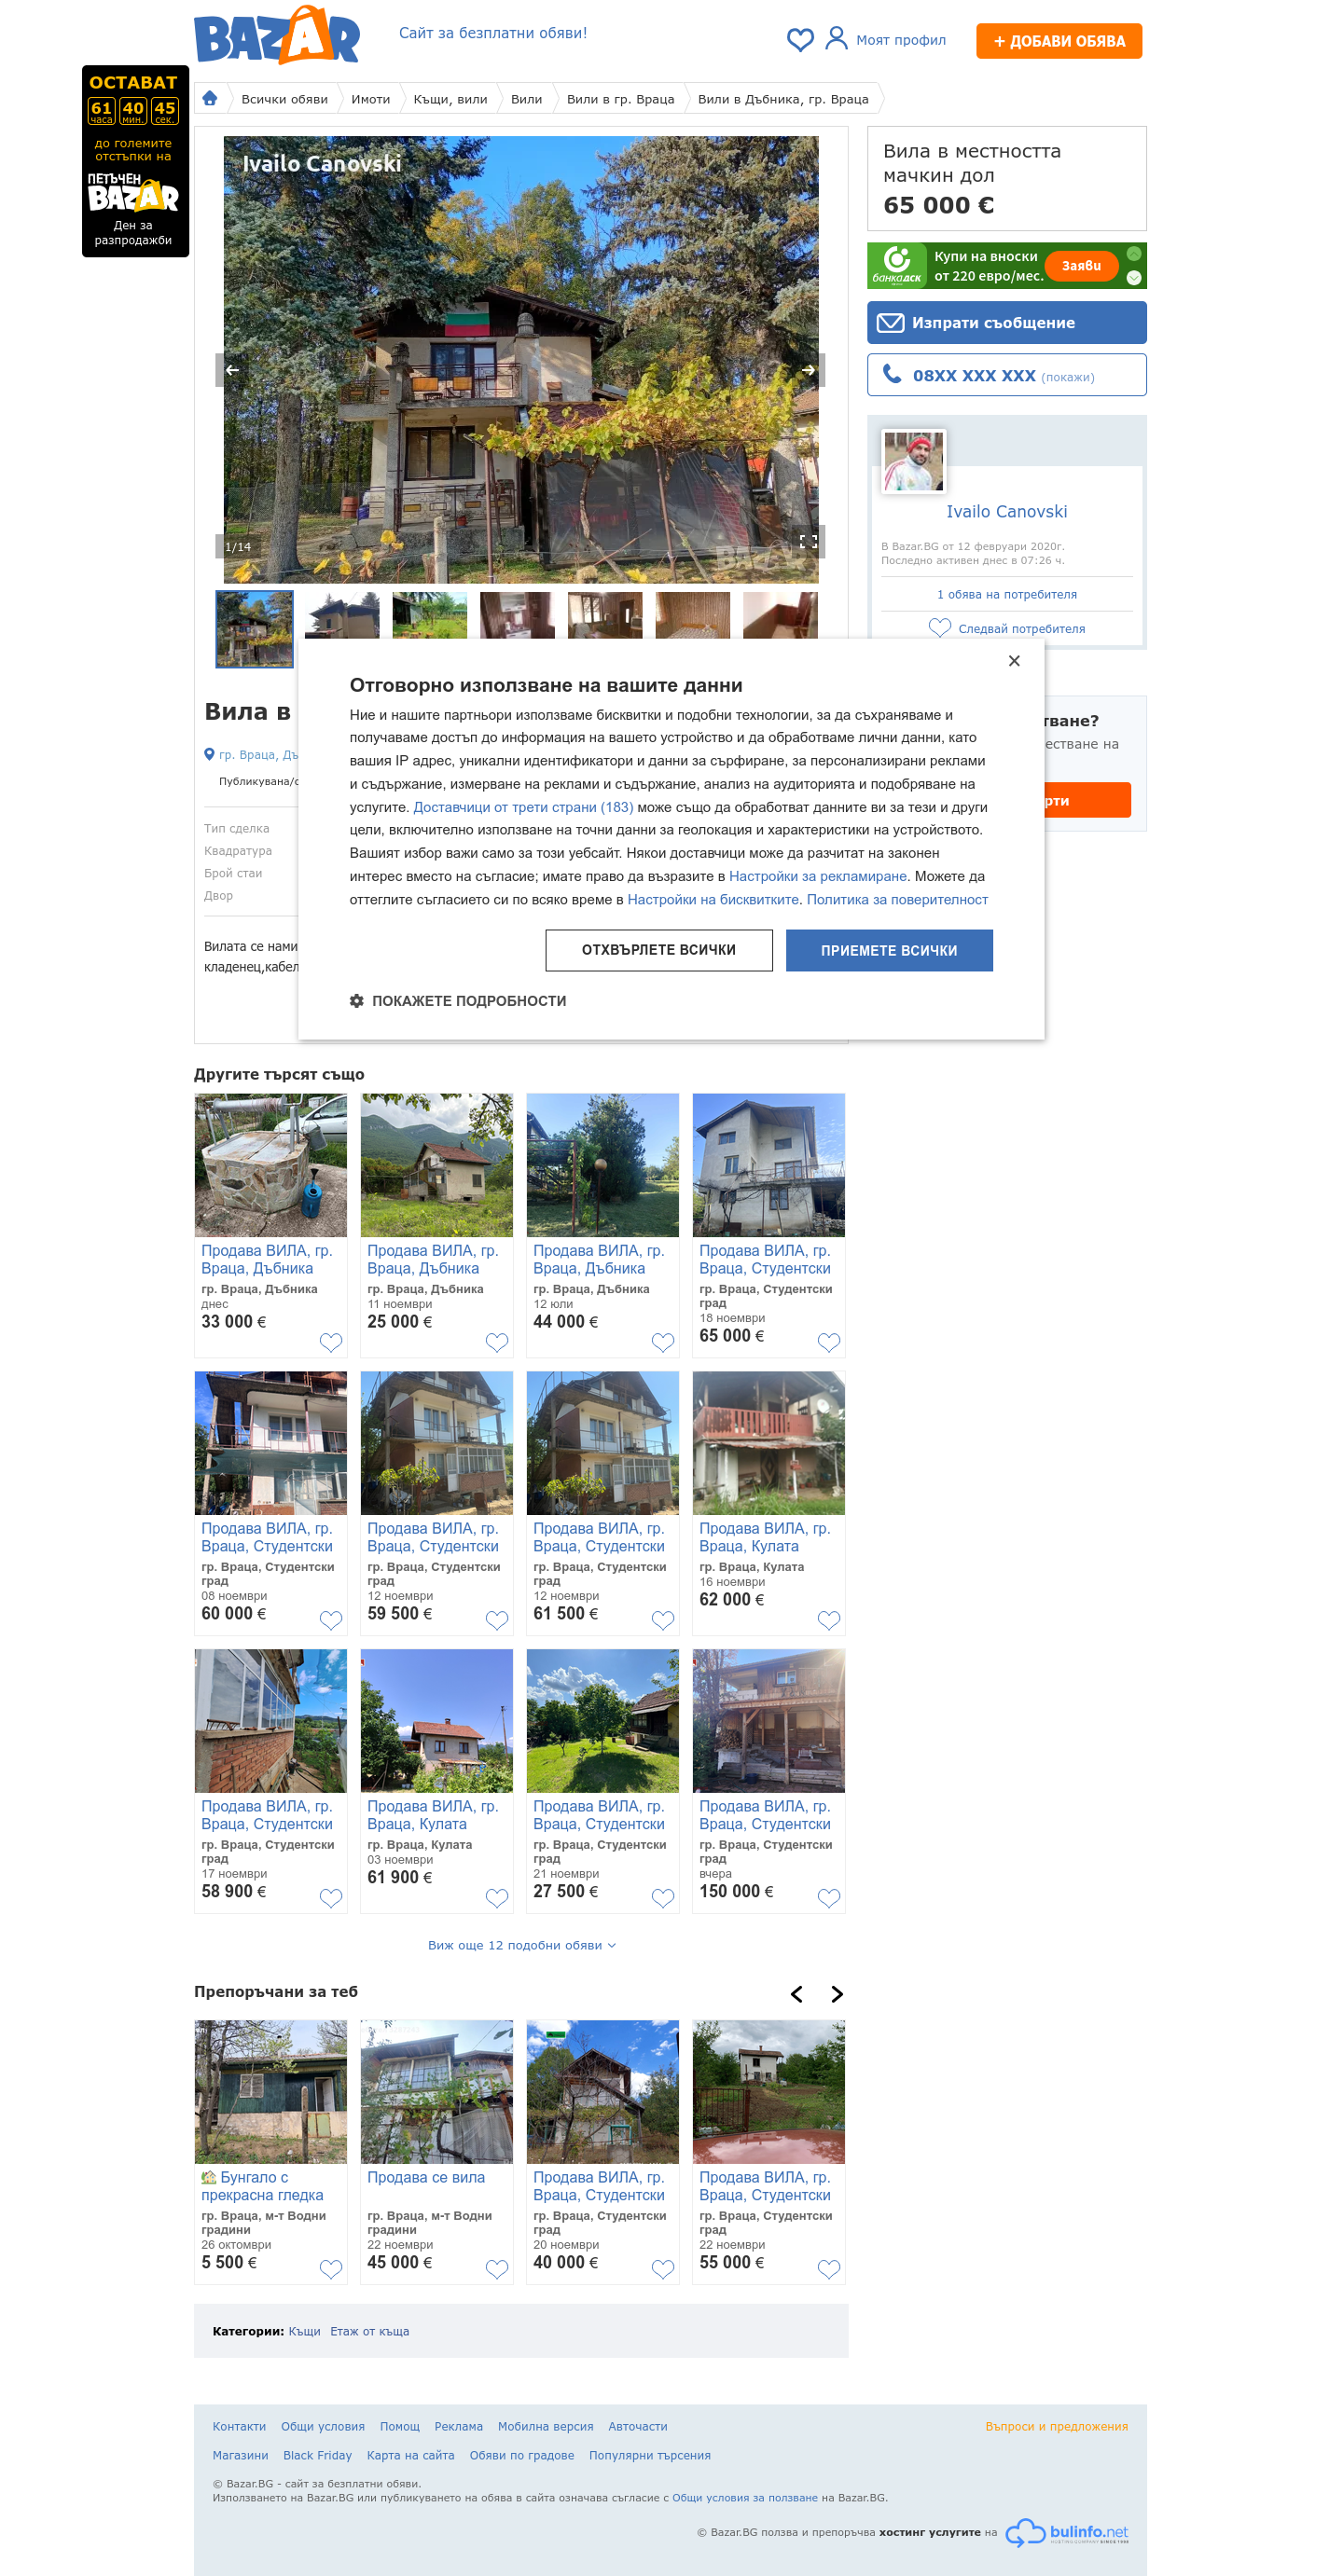 BAZAR
Сайт за безплатни обяви!
Моят профил
+ ДОБАВИ ОБЯВА
ОСТАВАТ
61 40 45
часа мин. сек.
до големите
отстъпки на
ПЕТЪЧЕН
BAZAR
Ден за
разпродажби
Всички обяви
Имоти
Къщи, вили
Вили
Вили в гр. Враца
Вили в Дъбника, гр. Враца
Ivailo Canovski
1/14
Вила в местността
мачкин дол
65 000 €
банка дск
Купи на вноски
от 220 евро/мес.
Заяви
Изпрати съобщение
08XX XXX XXX (покажи)
Ivailo Canovski
В Bazar.BG от 12 февруари 2020г.
Последно активен днес в 07:26 ч.
1 обява на потребителя
Следвай потребителя
Вила в
гр. Враца, Дъ
Публикувана/о
Тип сделка
Квадратура
Брой стаи
Двор
Вилата се нами
кладенец,кабел
тване?
естване на
рти
×
Отговорно използване на вашите данни
Ние и нашите партньори използваме бисквитки и подобни технологии, за да съхраняваме и
получаваме достъп до информация на вашето устройство и да обработваме лични данни, като
вашия IP адрес, уникални идентификатори и данни за сърфиране, за персонализирани реклами
и съдържание, измерване на реклами и съдържание, анализ на аудиторията и подобряване на
услугите. Доставчици от трети страни (183) може също да обработват данните ви за тези и други
цели, включително използване на точни данни за геолокация и характеристики на устройството.
Вашият избор важи само за този уебсайт. Някои доставчици може да разчитат на законен
интерес вместо на съгласие; имате право да възразите в Настройки за рекламиране. Можете да
оттеглите съгласието си по всяко време в Настройки на бисквитките. Политика за поверителност
ОТХВЪРЛЕТЕ ВСИЧКИ
ПРИЕМЕТЕ ВСИЧКИ
ПОКАЖЕТЕ ПОДРОБНОСТИ
Другите търсят също
Продава ВИЛА, гр.
Враца, Дъбника
гр. Враца, Дъбника
днес
33 000 €
Продава ВИЛА, гр.
Враца, Дъбника
гр. Враца, Дъбника
11 ноември
25 000 €
Продава ВИЛА, гр.
Враца, Дъбника
гр. Враца, Дъбника
12 юли
44 000 €
Продава ВИЛА, гр.
Враца, Студентски
гр. Враца, Студентски
град
18 ноември
65 000 €
Продава ВИЛА, гр.
Враца, Студентски
гр. Враца, Студентски
град
08 ноември
60 000 €
Продава ВИЛА, гр.
Враца, Студентски
гр. Враца, Студентски
град
12 ноември
59 500 €
Продава ВИЛА, гр.
Враца, Студентски
гр. Враца, Студентски
град
12 ноември
61 500 €
Продава ВИЛА, гр.
Враца, Кулата
гр. Враца, Кулата
16 ноември
62 000 €
Продава ВИЛА, гр.
Враца, Студентски
гр. Враца, Студентски
град
17 ноември
58 900 €
Продава ВИЛА, гр.
Враца, Кулата
гр. Враца, Кулата
03 ноември
61 900 €
Продава ВИЛА, гр.
Враца, Студентски
гр. Враца, Студентски
град
21 ноември
27 500 €
Продава ВИЛА, гр.
Враца, Студентски
гр. Враца, Студентски
град
вчера
150 000 €
Виж още 12 подобни обяви
Препоръчани за теб
Бунгало с
прекрасна гледка
гр. Враца, м-т Водни
градини
26 октомври
5 500 €
Продава се вила
гр. Враца, м-т Водни
градини
22 ноември
45 000 €
Продава ВИЛА, гр.
Враца, Студентски
гр. Враца, Студентски
град
20 ноември
40 000 €
Продава ВИЛА, гр.
Враца, Студентски
гр. Враца, Студентски
град
22 ноември
55 000 €
Категории: Къщи Етаж от къща
Контакти Общи условия Помощ Реклама Мобилна версия Авточасти
Въпроси и предложения
Магазини Black Friday Карта на сайта Обяви по градове Популярни търсения
© Bazar.BG - сайт за безплатни обяви.
Използването на Bazar.BG или публикуването на обява в сайта означава съгласие с Общи условия за ползване на Bazar.BG.
© Bazar.BG ползва и препоръчва хостинг услугите на
bulinfo.net